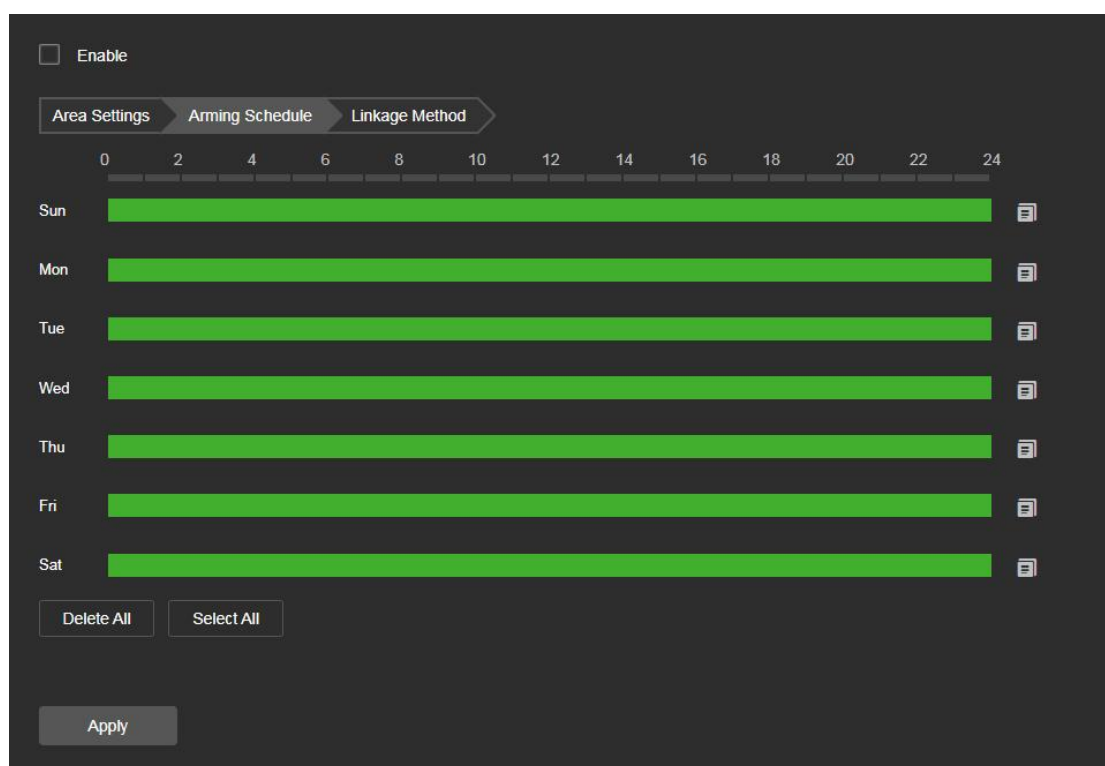 Enable
Area Settings Arming Schedule Linkage Method
0 2 4 6 8 10 12 14 16 18 20 22 24
Sun
Mon
Tue
Wed
Thu
Fri
Sat
Delete All Select All
Apply